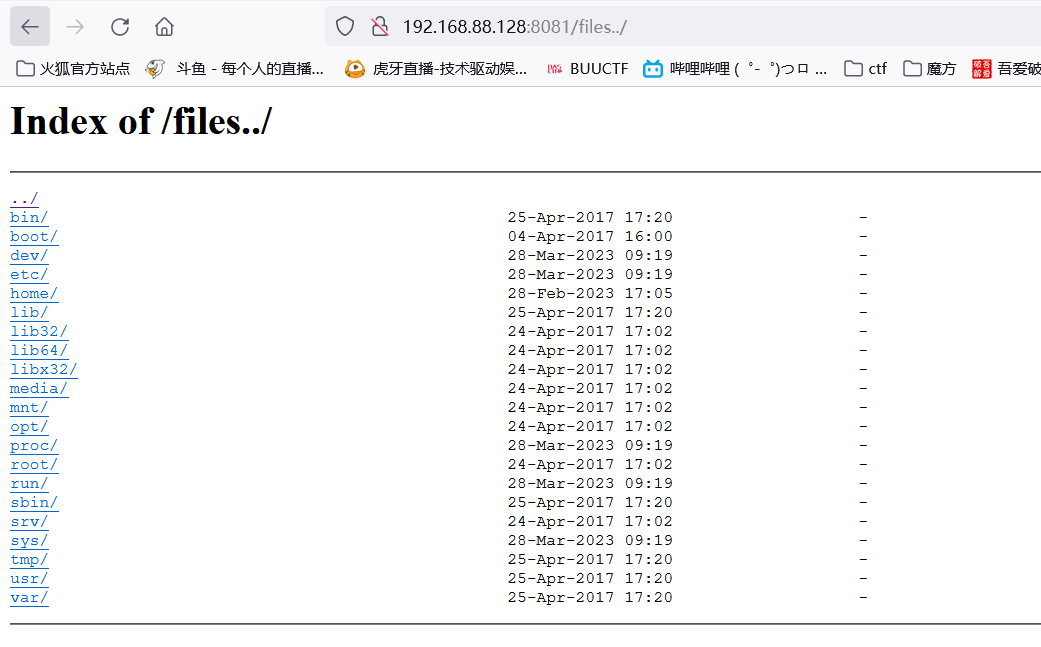 192.168.88.128:8081/files../
火狐官方站点 斗鱼 - 每个人的直播... 虎牙直播-技术驱动娱... BUUCTF 哔哩哔哩 ( ゜- ゜)つロ ... ctf 魔方 吾爱破解 吾爱破
Index of /files../
../
bin/ 25-Apr-2017 17:20 -
boot/ 04-Apr-2017 16:00 -
dev/ 28-Mar-2023 09:19 -
etc/ 28-Mar-2023 09:19 -
home/ 28-Feb-2023 17:05 -
lib/ 25-Apr-2017 17:20 -
lib32/ 24-Apr-2017 17:02 -
lib64/ 24-Apr-2017 17:02 -
libx32/ 24-Apr-2017 17:02 -
media/ 24-Apr-2017 17:02 -
mnt/ 24-Apr-2017 17:02 -
opt/ 24-Apr-2017 17:02 -
proc/ 28-Mar-2023 09:19 -
root/ 24-Apr-2017 17:02 -
run/ 28-Mar-2023 09:19 -
sbin/ 25-Apr-2017 17:20 -
srv/ 24-Apr-2017 17:02 -
sys/ 28-Mar-2023 09:19 -
tmp/ 25-Apr-2017 17:20 -
usr/ 25-Apr-2017 17:20 -
var/ 25-Apr-2017 17:20 -